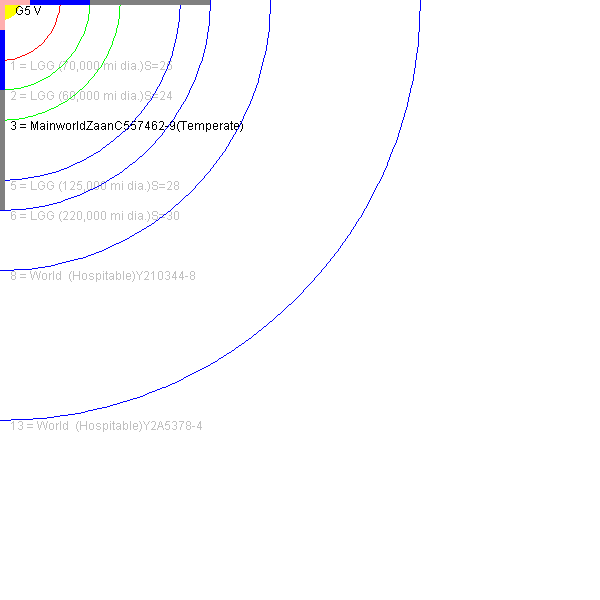 G5 V
1 = LGG (70,000 mi dia.)S=23
2 = LGG (60,000 mi dia.)S=24
3 = MainworldZaanC557462-9(Temperate)
5 = LGG (125,000 mi dia.)S=28
6 = LGG (220,000 mi dia.)S=30
8 = World (Hospitable)Y210344-8
13 = World (Hospitable)Y2A5378-4